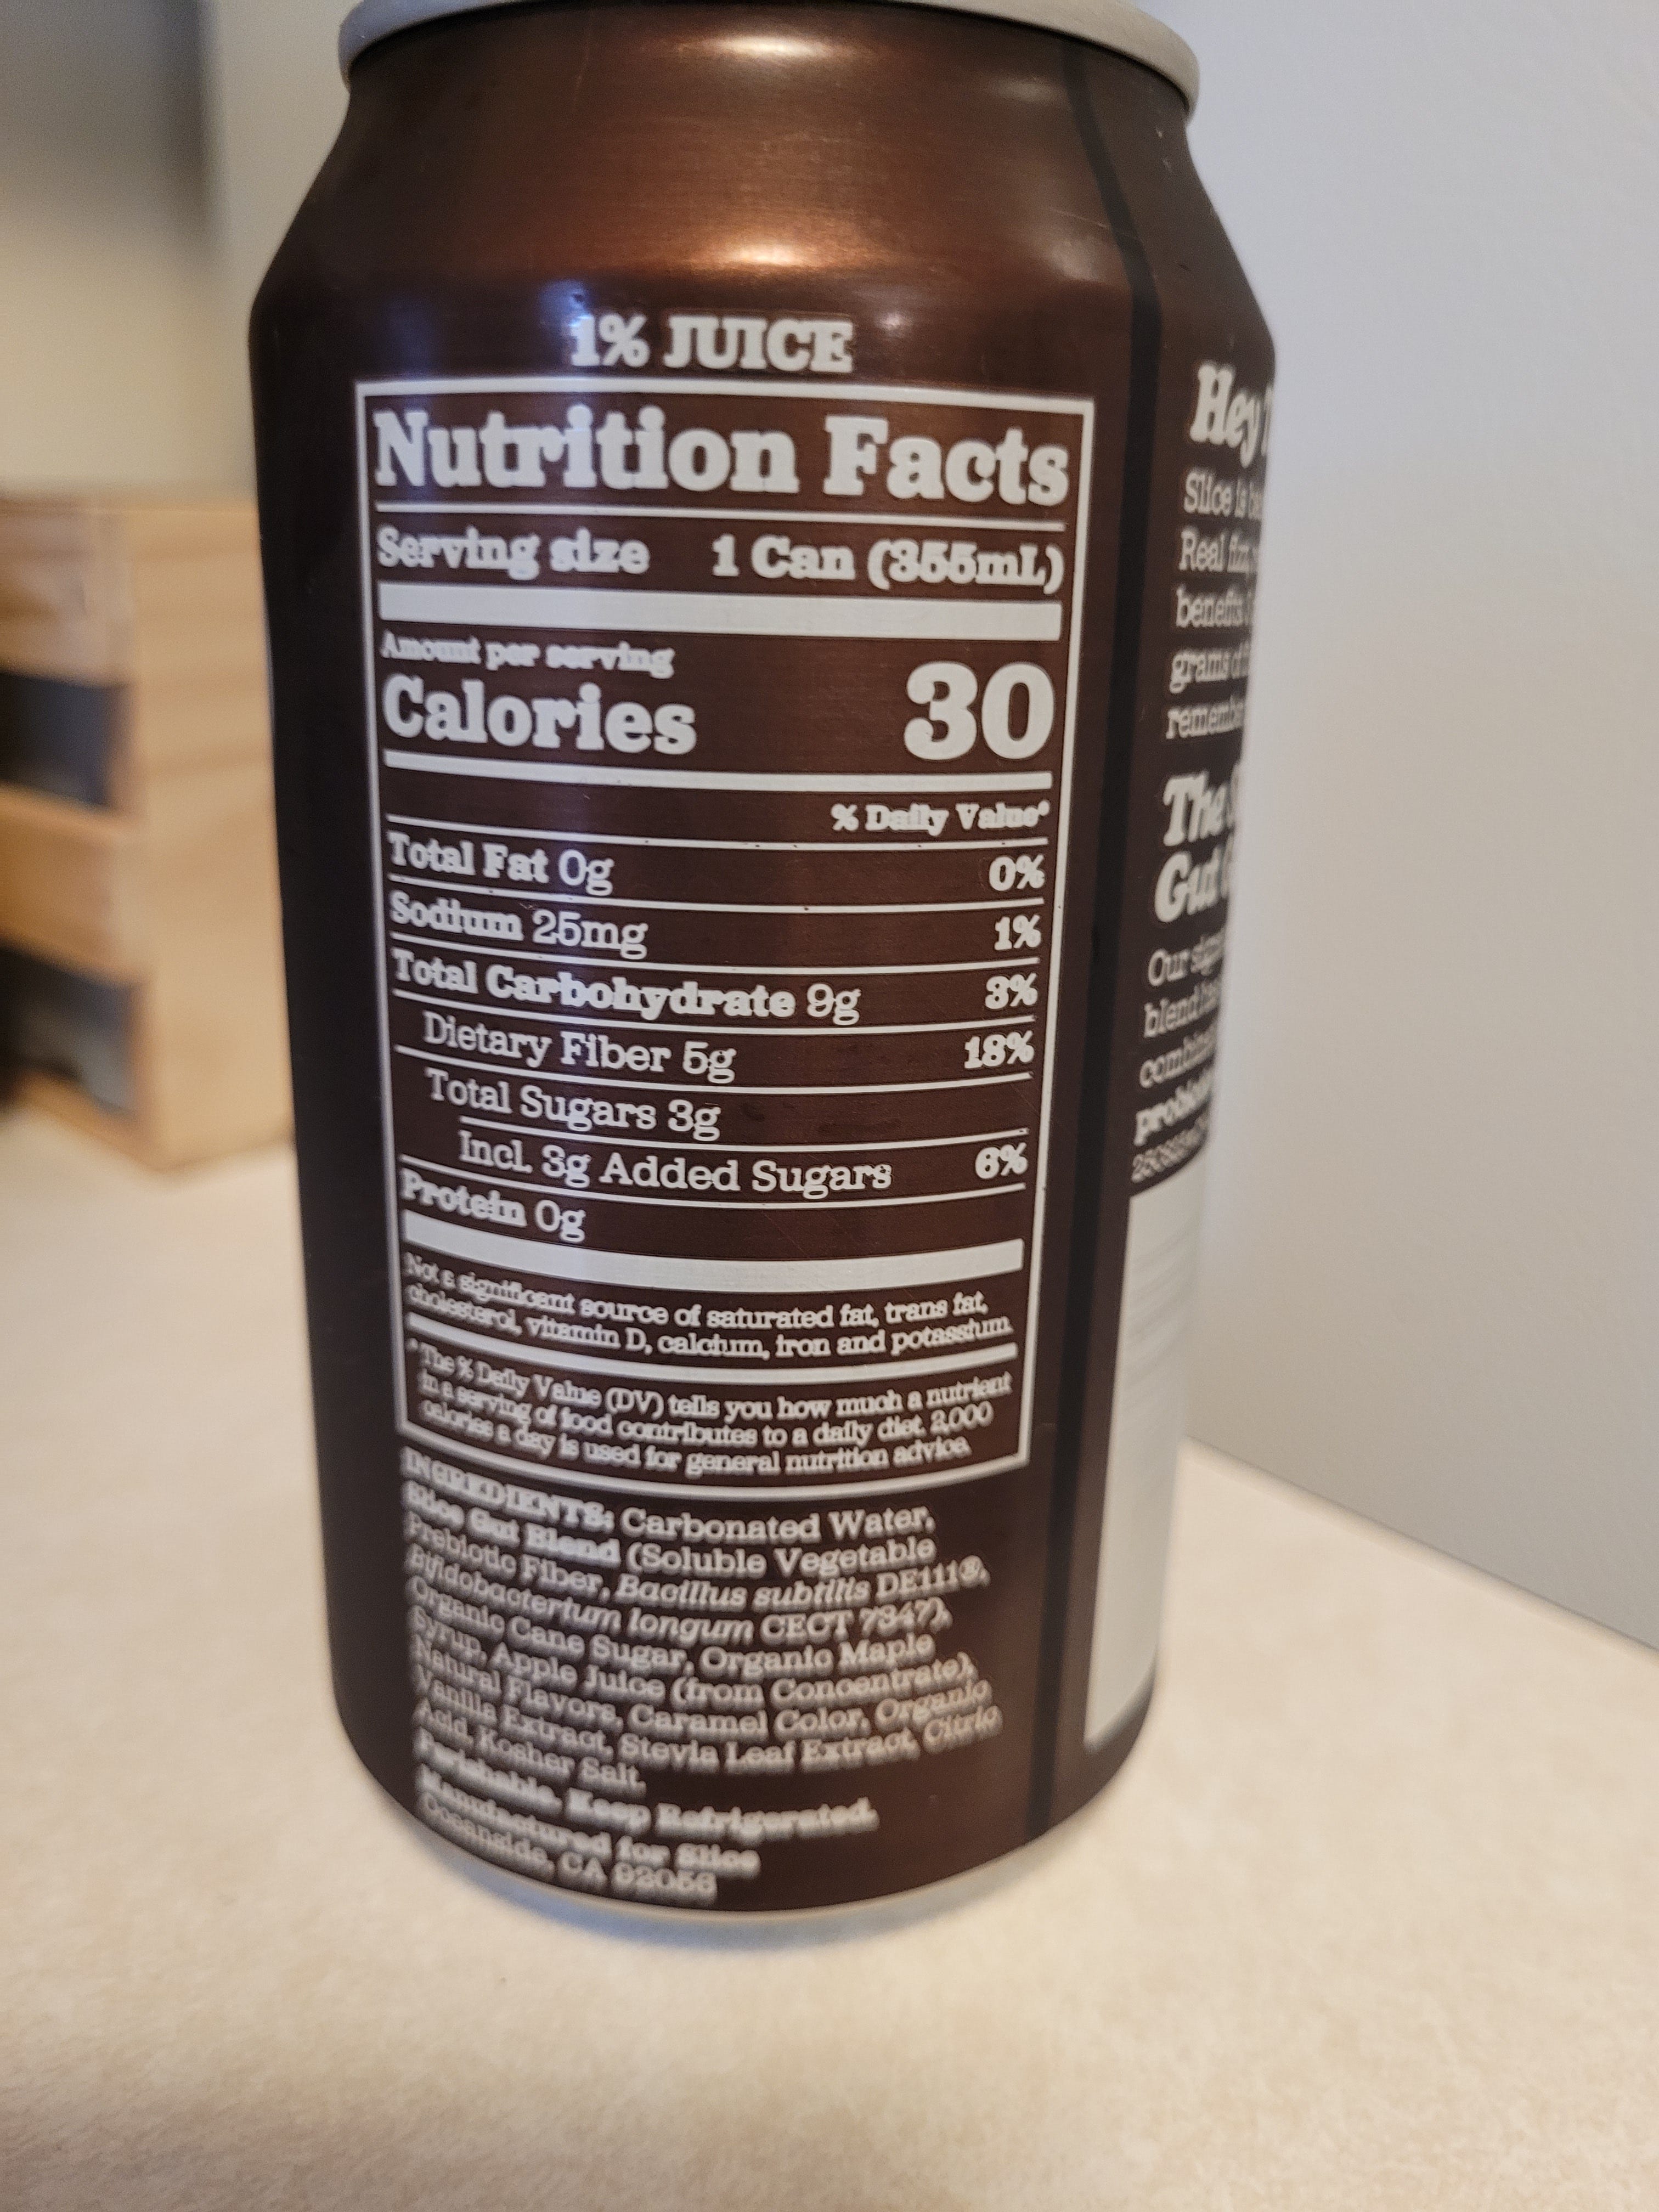 1% JUICE
Nutrition Facts
Serving size 1 Can (355mL)
Amount per serving
Calories 30
% Daily Value*
Total Fat 0g 0%
Sodium 25mg 1%
Total Carbohydrate 9g 3%
Dietary Fiber 5g 18%
Total Sugars 3g
Incl. 3g Added Sugars 6%
Protein 0g
Not a significant source of saturated fat, trans fat,
cholesterol, vitamin D, calcium, iron and potassium.
* The % Daily Value (DV) tells you how much a nutrient
in a serving of food contributes to a daily diet. 2,000
calories a day is used for general nutrition advice.
INGREDIENTS: Carbonated Water,
Slice Gut Blend (Soluble Vegetable
Prebiotic Fiber, Bacillus subtilis DE111®,
Bifidobacterium longum CECT 7347),
Organic Cane Sugar, Organic Maple
Syrup, Apple Juice (from Concentrate),
Natural Flavors, Caramel Color, Organic
Vanilla Extract, Stevia Leaf Extract, Citric
Acid, Kosher Salt.
Perishable. Keep Refrigerated.
Manufactured for Slice
Oceanside, CA 92056
Hey
Slice is
Real
benefits
grams
The
Gut
Our
blend